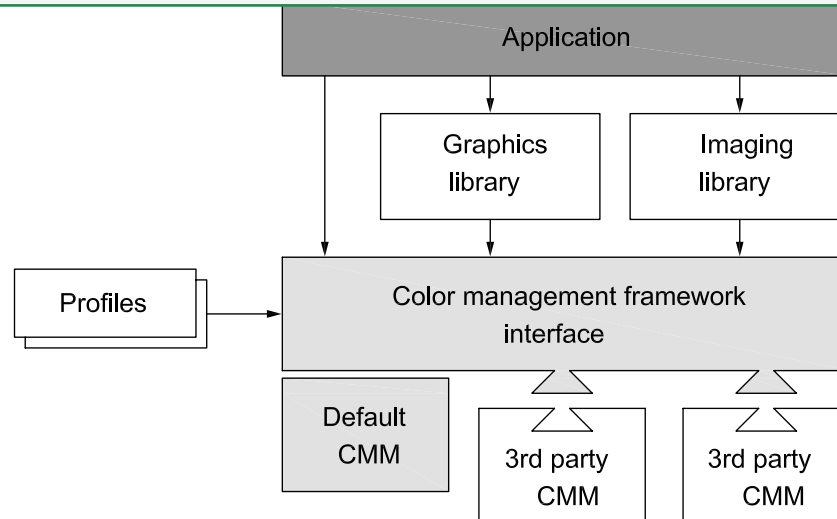 Application
Graphics
library
Imaging
library
Profiles
Color management framework
interface
Default
CMM
3rd party
CMM
3rd party
CMM